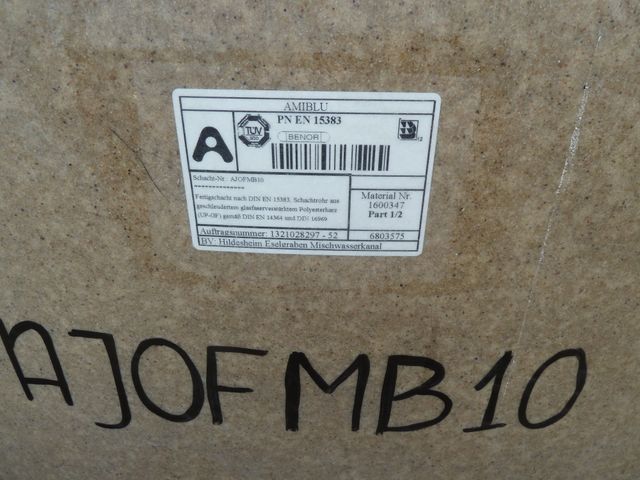 AMIBLU
PN EN 15383
BENOR
TÜV
A
12
Schacht-Nr.: AJOFMB10
-------------
Fertigschacht nach DIN EN 15383, Schachtrohr aus
geschleudertem glasfaserverstärktem Polyesterharz
(UP-GF) gemäß DIN EN 14364 und DIN 16869
Material Nr.
1600347
Part 1/2
Auftragsnummer: 1321028297 - 52
6803575
BV: Hildesheim Eselgraben Mischwasserkanal
AJOFMB10